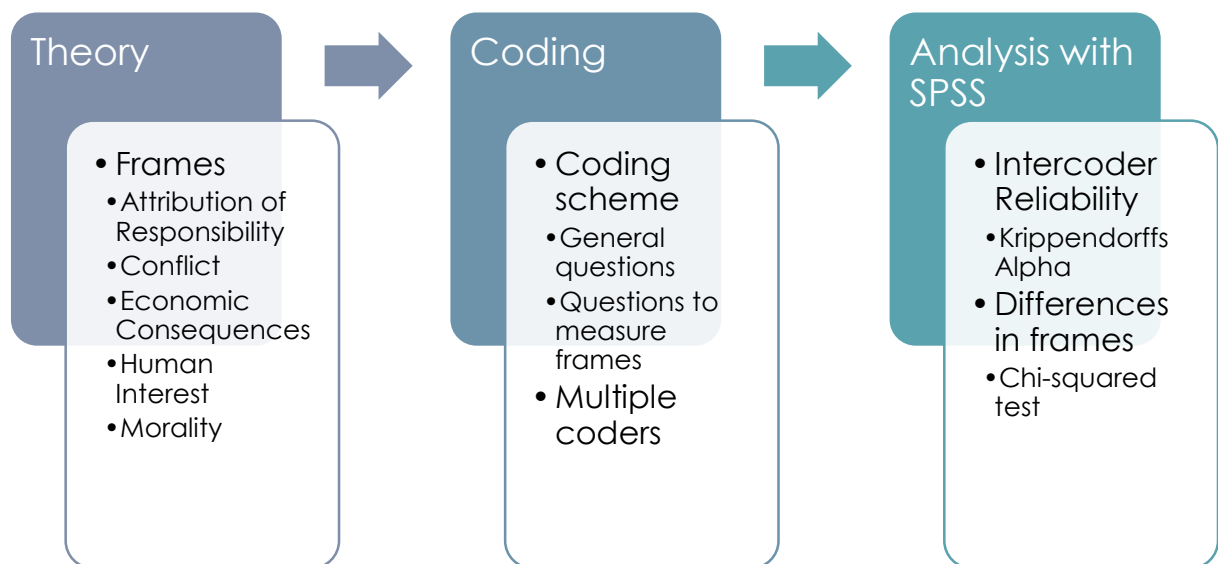 Theory
• Frames
•Attribution of
Responsibility
•Conflict
•Economic
Consequences
•Human
Interest
•Morality
Coding
• Coding
scheme
•General
questions
•Questions to
measure
frames
• Multiple
coders
Analysis with
SPSS
• Intercoder
Reliability
•Krippendorffs
Alpha
• Differences
in frames
•Chi-squared
test